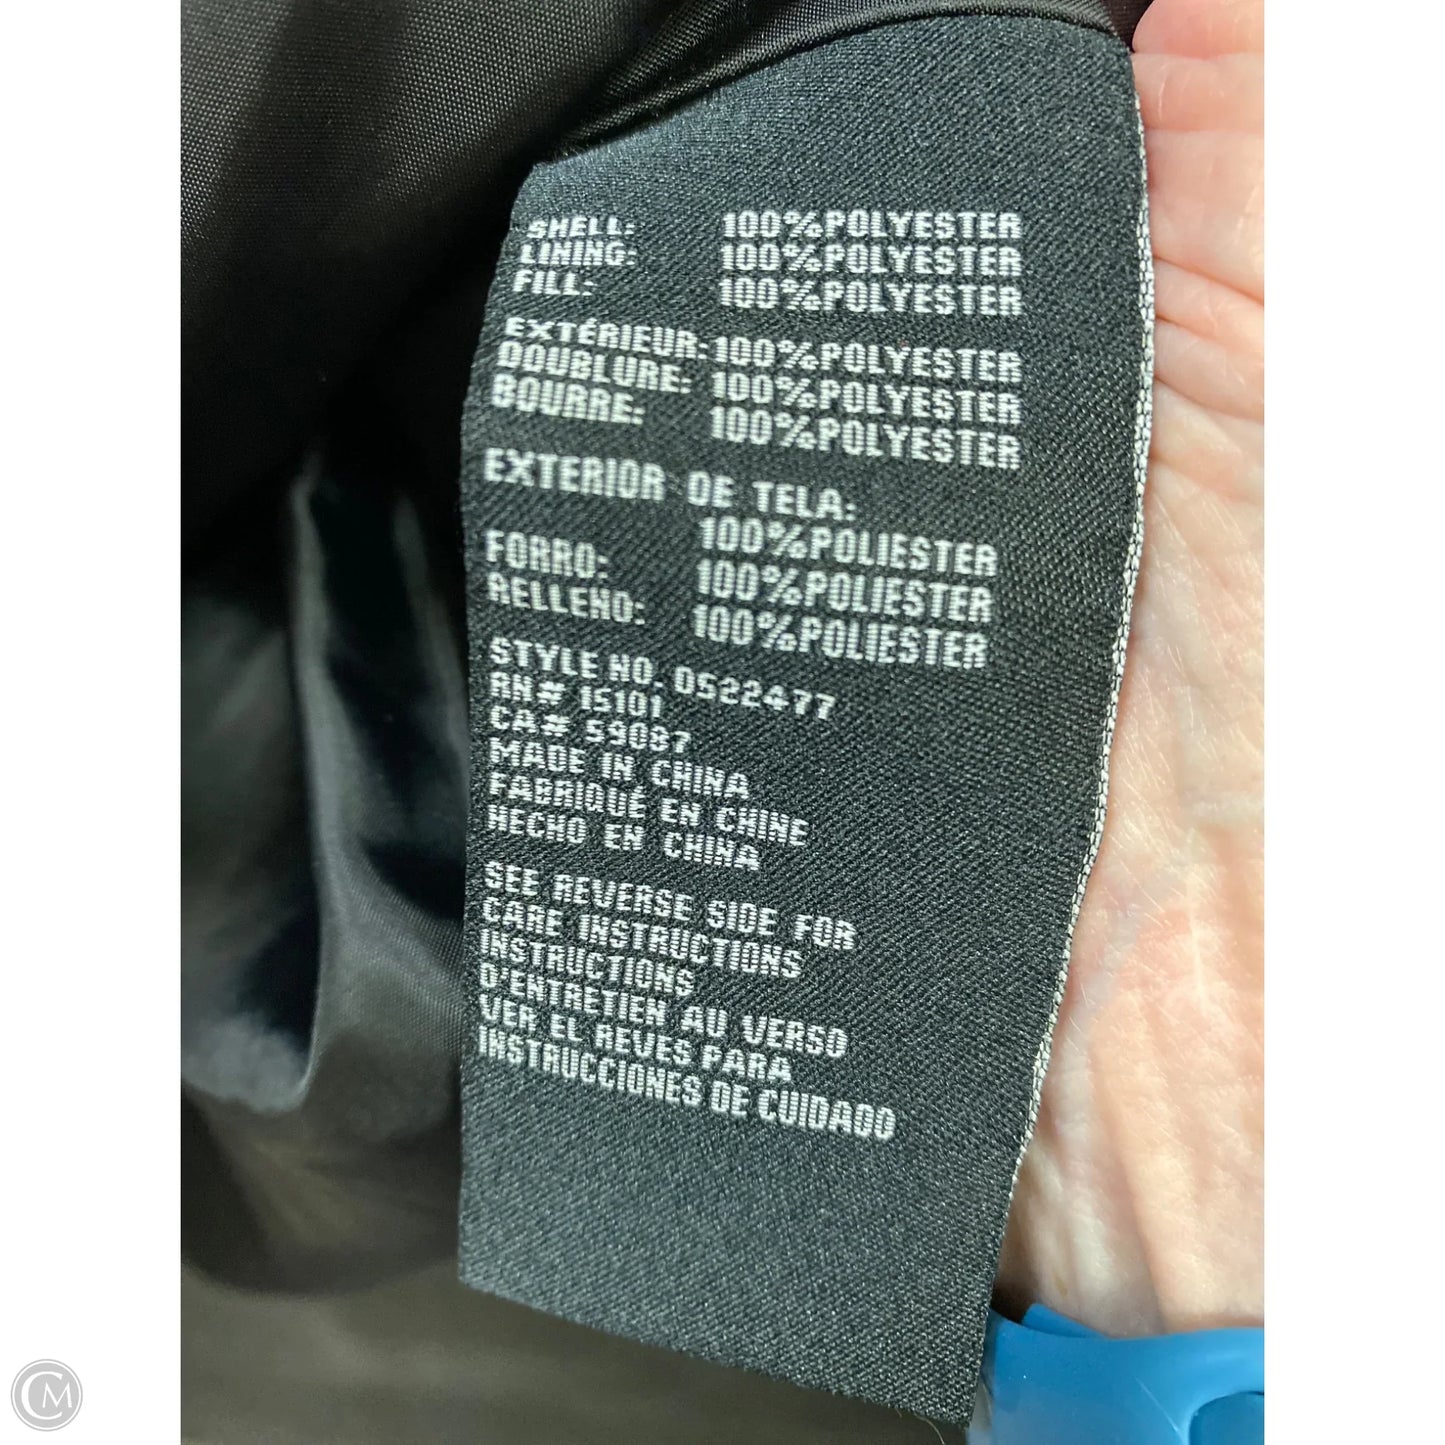 SHELL: 100%POLYESTER
LINING: 100%POLYESTER
FILL: 100%POLYESTER
EXTÉRIEUR: 100%POLYESTER
DOUBLURE: 100%POLYESTER
BOURRE: 100%POLYESTER
EXTERIOR DE TELA:
100%POLIESTER
FORRO: 100%POLIESTER
RELLENO: 100%POLIESTER
STYLE NO. 0522477
RN# 15101
CA# 59087
MADE IN CHINA
FABRIQUÉ EN CHINE
HECHO EN CHINA
SEE REVERSE SIDE FOR
CARE INSTRUCTIONS
INSTRUCTIONS
D'ENTRETIEN AU VERSO
VER EL REVES PARA
INSTRUCCIONES DE CUIDADO
CM